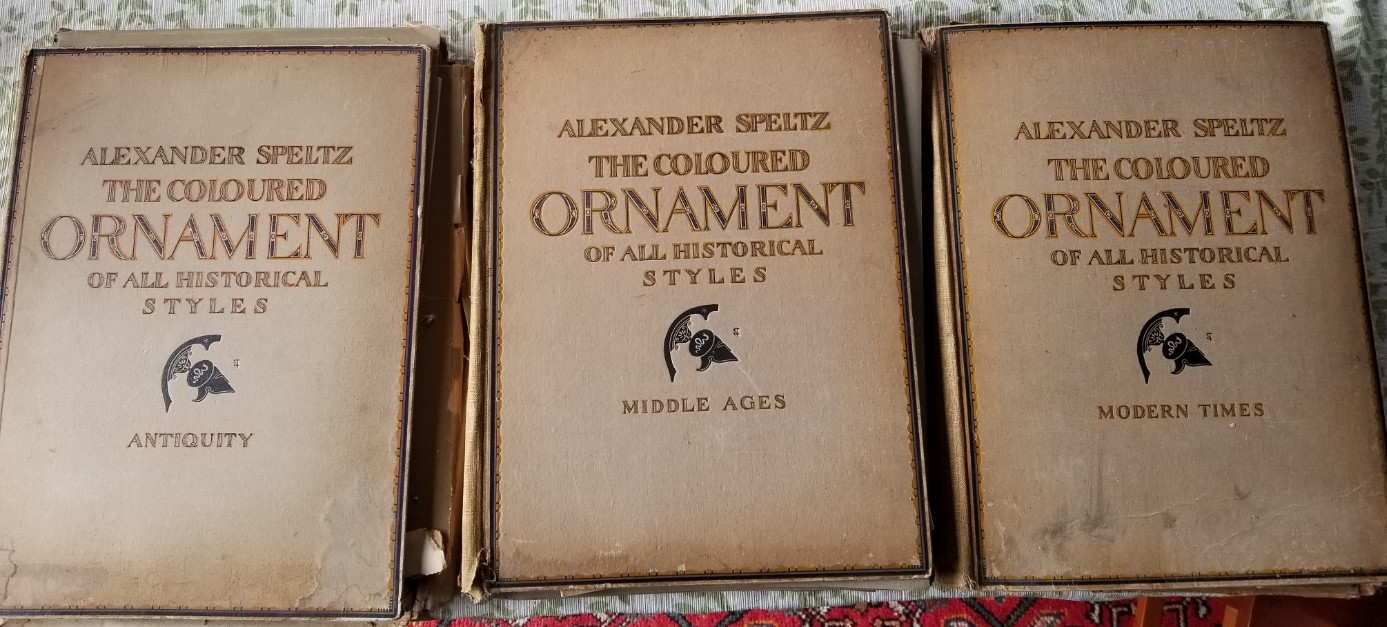 ALEXANDER SPELTZ
THE COLOURED
ORNAMENT
OF ALL HISTORICAL
STYLES
ANTIQUITY
ALEXANDER SPELTZ
THE COLOURED
ORNAMENT
OF ALL HISTORICAL
STYLES
MIDDLE AGES
ALEXANDER SPELTZ
THE COLOURED
ORNAMENT
OF ALL HISTORICAL
STYLES
MODERN TIMES